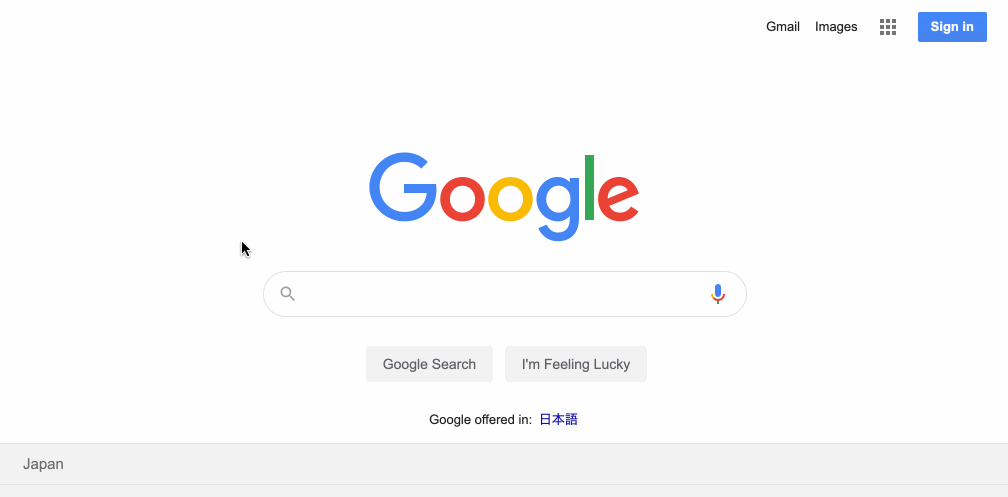 Gmail Images Sign in
Google
Google Search I'm Feeling Lucky
Google offered in: 日本語
Japan